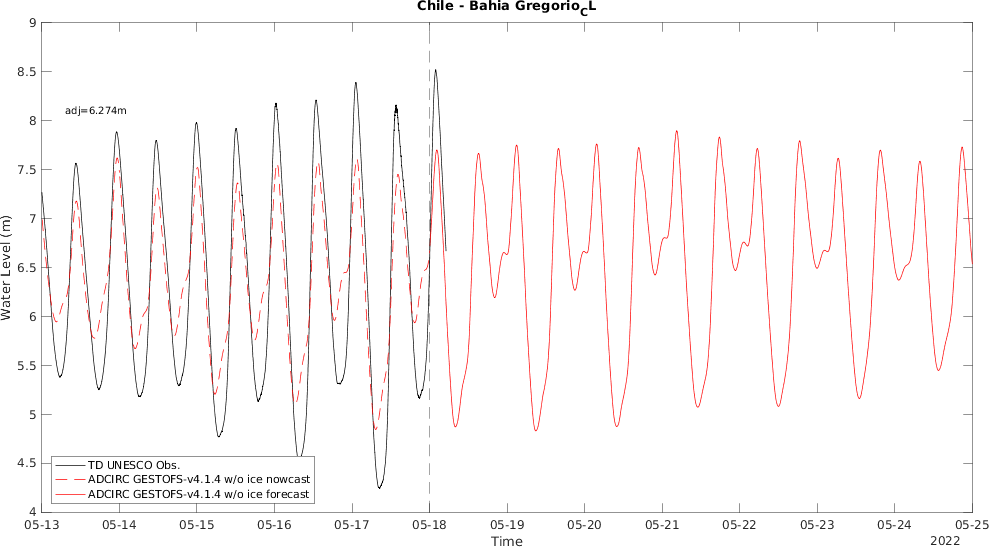 Chile - Bahia Gregorio_CL
9
8.5
8
7.5
7
6.5
6
5.5
5
4.5
4
Water Level (m)
adj=6.274m
TD UNESCO Obs.
ADCIRC GESTOFS-v4.1.4 w/o ice nowcast
ADCIRC GESTOFS-v4.1.4 w/o ice forecast
05-13 05-14 05-15 05-16 05-17 05-18 05-19 05-20 05-21 05-22 05-23 05-24 05-25
Time
2022